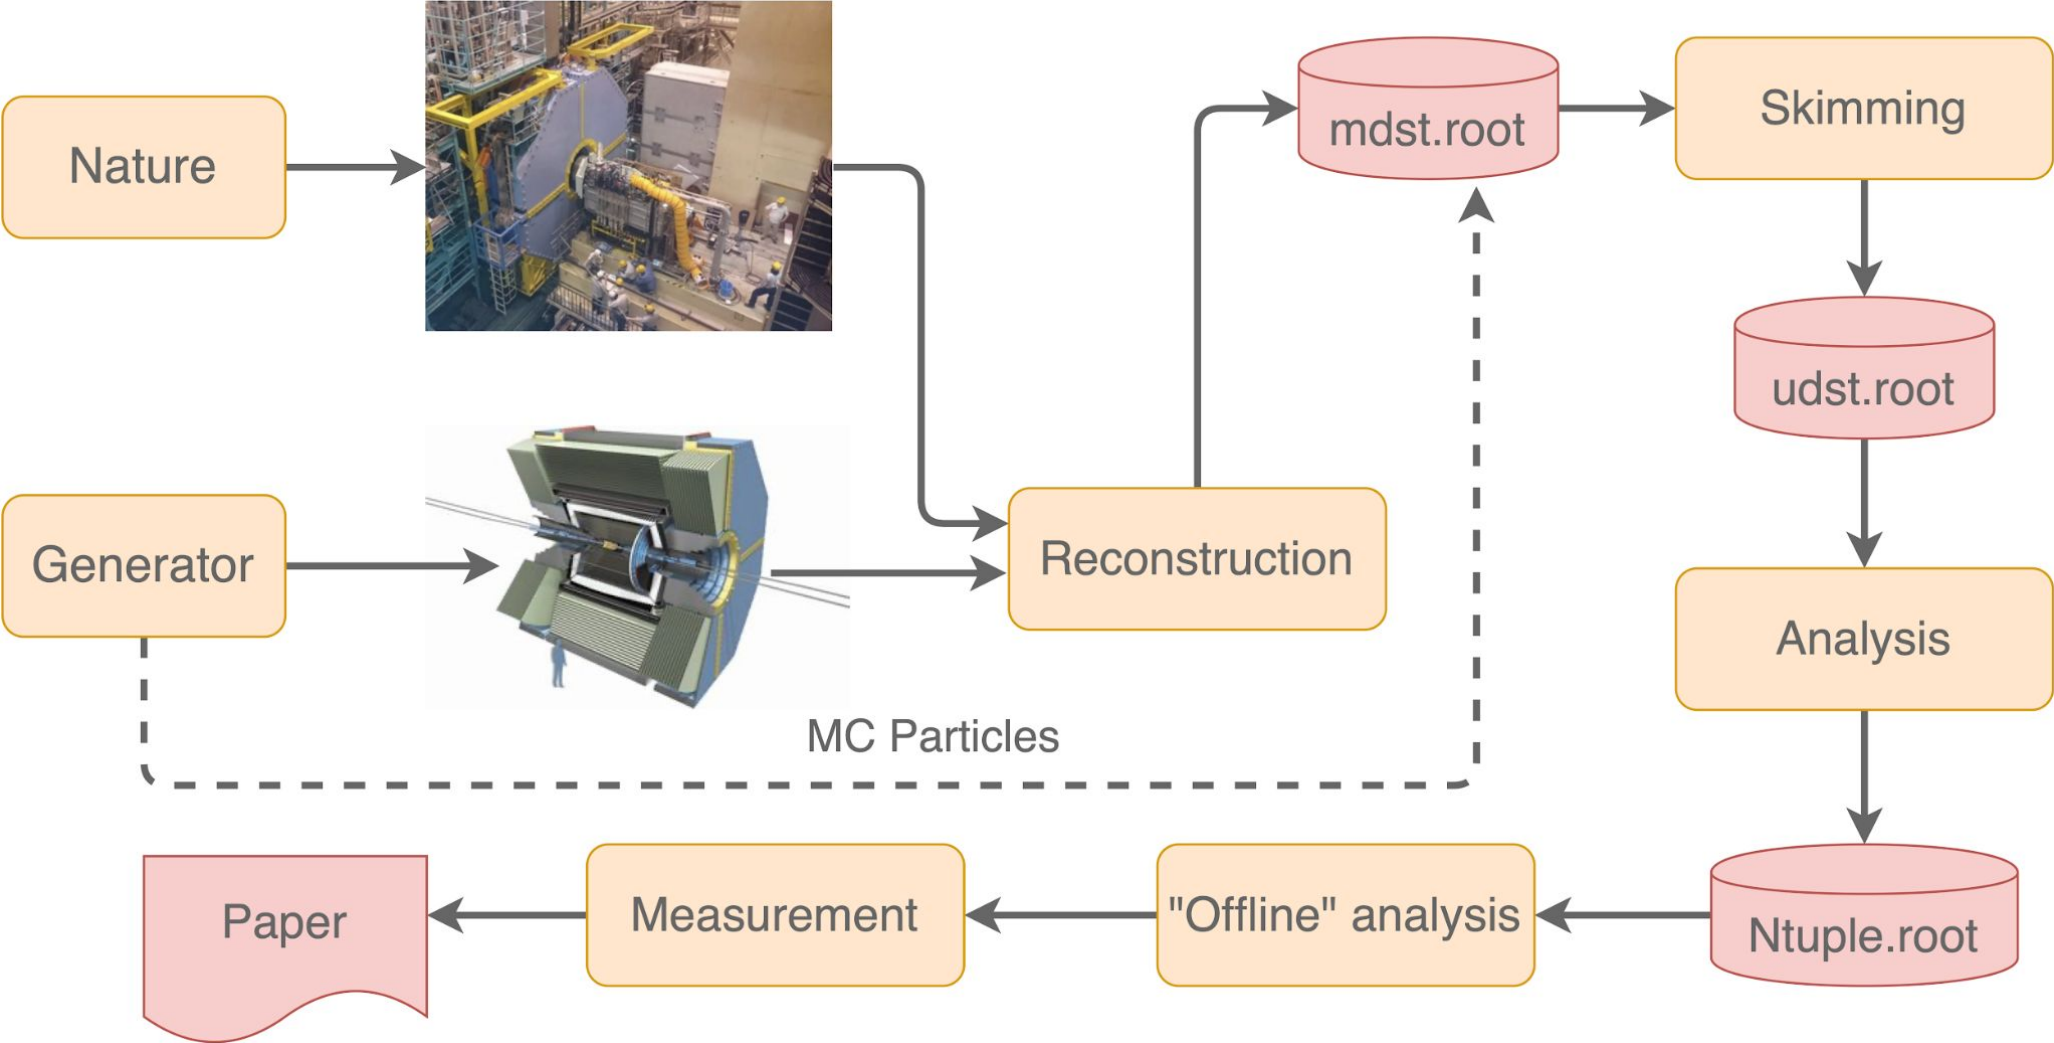 Nature
mdst.root
Skimming
udst.root
Generator
Reconstruction
Analysis
MC Particles
Paper
Measurement
"Offline" analysis
Ntuple.root